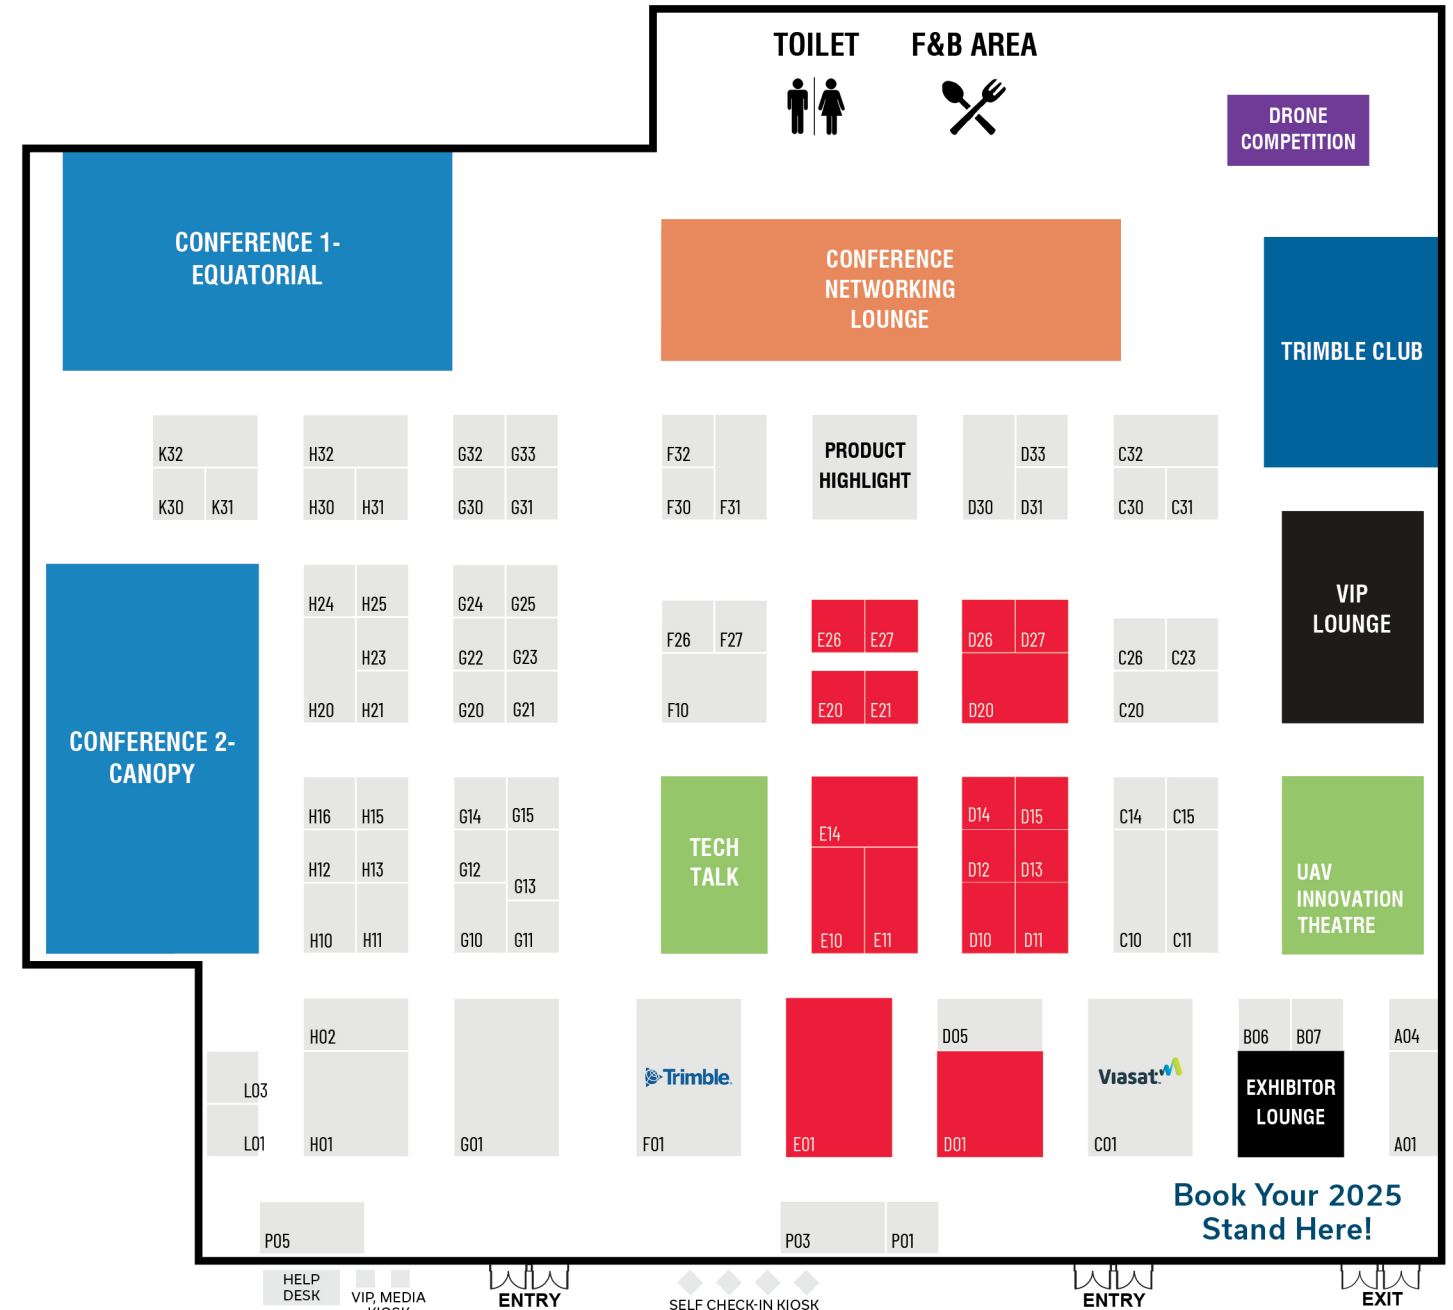 TOILET
F&B AREA
DRONE
COMPETITION
CONFERENCE 1-
EQUATORIAL
CONFERENCE
NETWORKING
LOUNGE
TRIMBLE CLUB
K32
H32
G32 G33
F32
PRODUCT
HIGHLIGHT
D33
C32
K30 K31
H30 H31
G30 G31
F30 F31
D30 D31
C30 C31
VIP
LOUNGE
H24 H25
G24 G25
F26 F27
E26 E27
D26 D27
H23
G22 G23
C26 C23
H20 H21
G20 G21
F10
E20 E21
D20
C20
CONFERENCE 2-
CANOPY
H16 H15
G14 G15
TECH
TALK
E14
D14 D15
C14 C15
H12 H13
G12
G13
D12 D13
UAV
INNOVATION
THEATRE
H10 H11
G10 G11
E10 E11
D10 D11
C10 C11
H02
D05
B06 B07
A04
L03
Trimble.
Viasat
EXHIBITOR
LOUNGE
L01
H01
G01
F01
E01
D01
C01
A01
Book Your 2025
Stand Here!
P05
P03 P01
HELP
DESK
VIP, MEDIA
KIOSK
ENTRY
SELF CHECK-IN KIOSK
ENTRY
EXIT